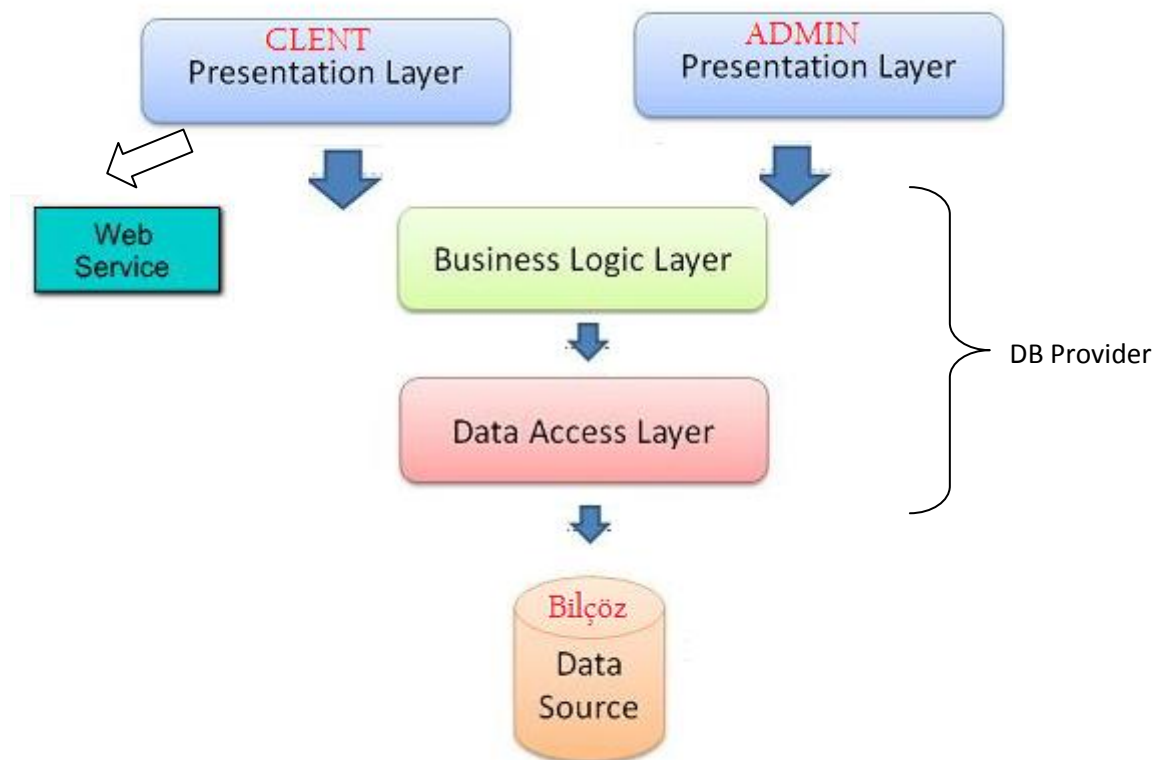 CLENT
Presentation Layer
ADMIN
Presentation Layer
Web
Service
Business Logic Layer
DB Provider
Data Access Layer
Bilçöz
Data
Source